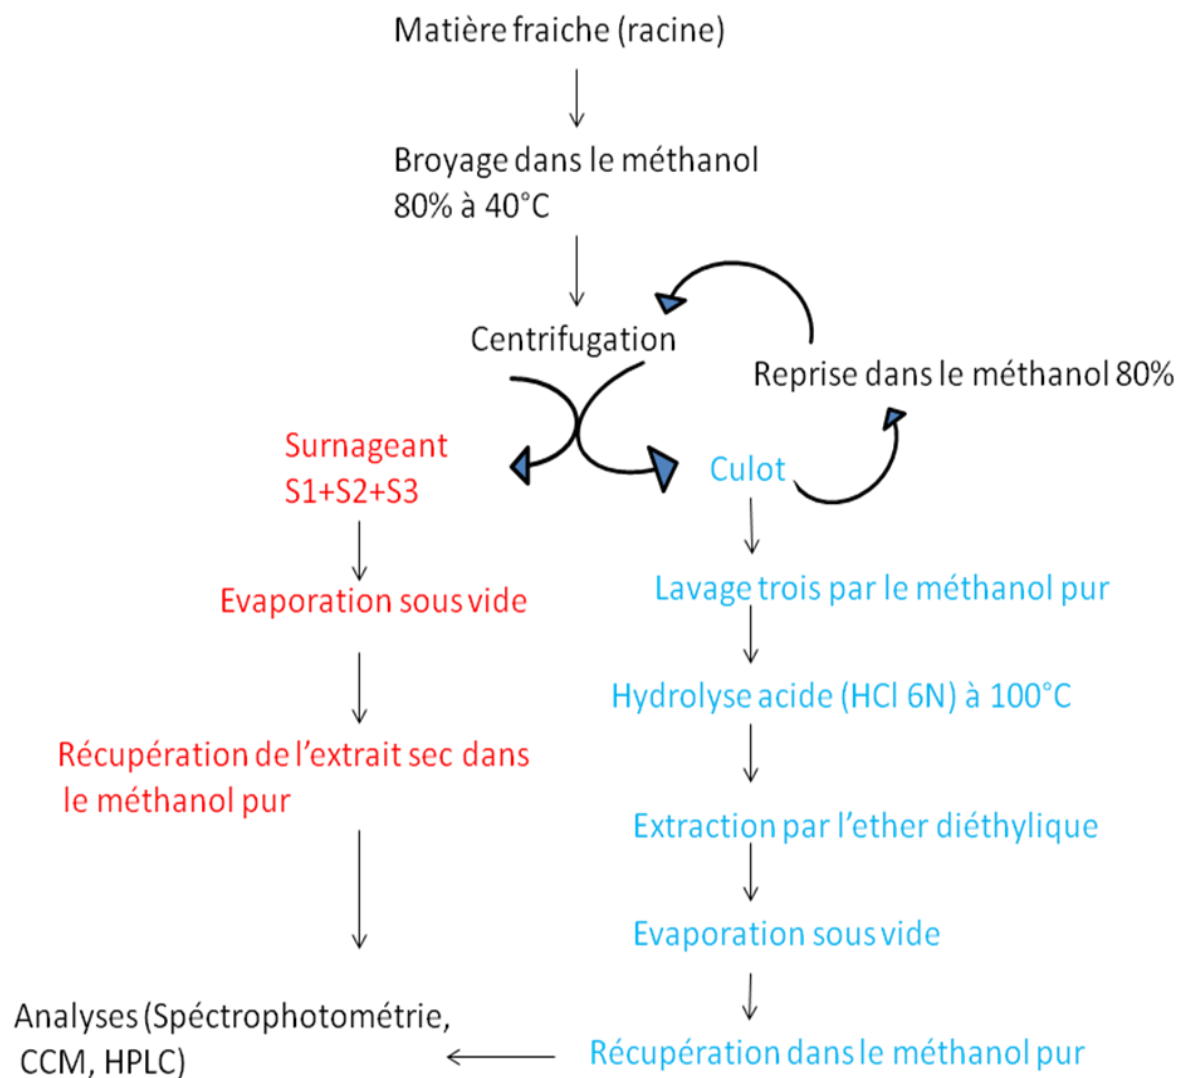 Matière fraiche (racine)
Broyage dans le méthanol
80% à 40°C
Centrifugation
Reprise dans le méthanol 80%
Surnageant
S1+S2+S3
Culot
Evaporation sous vide
Lavage trois par le méthanol pur
Hydrolyse acide (HCl 6N) à 100°C
Récupération de l'extrait sec dans
le méthanol pur
Extraction par l'ether diéthylique
Evaporation sous vide
Analyses (Spéctrophotométrie,
CCM, HPLC)
Récupération dans le méthanol pur